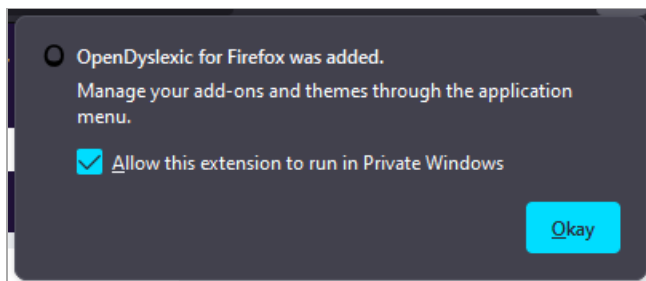 OpenDyslexic for Firefox was added.
Manage your add-ons and themes through the application
menu.
Allow this extension to run in Private Windows
Okay